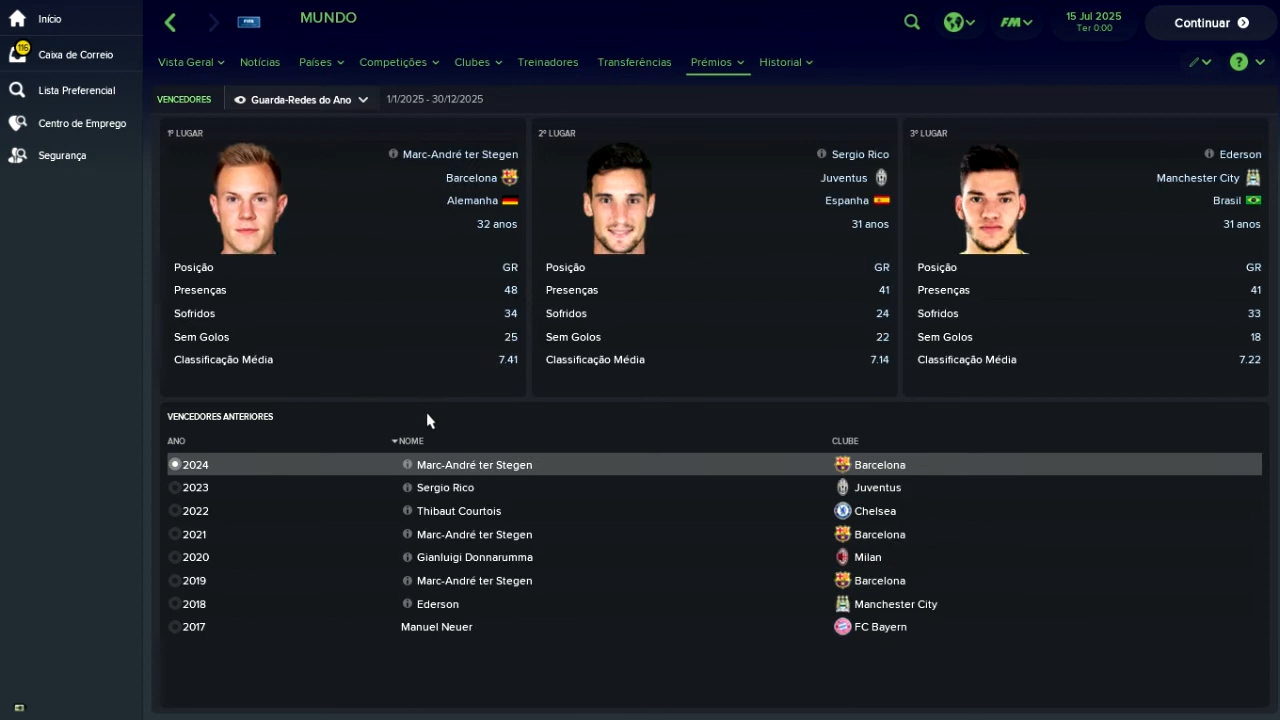 Início
MUNDO
15 Jul 2025
Ter 0:00
Continuar
FM
116
Caixa de Correio
Lista Preferencial
Centro de Emprego
Segurança
Vista Geral Notícias Países Competições Clubes Treinadores Transferências Prémios Historial ?
VENCEDORES Guarda-Redes do Ano 1/1/2025 - 30/12/2025
1º LUGAR
Marc-André ter Stegen
Barcelona
Alemanha
32 anos
Posição GR
Presenças 48
Sofridos 34
Sem Golos 25
Classificação Média 7.41
2º LUGAR
Sergio Rico
Juventus
Espanha
31 anos
Posição GR
Presenças 41
Sofridos 24
Sem Golos 22
Classificação Média 7.14
3º LUGAR
Ederson
Manchester City
Brasil
31 anos
Posição GR
Presenças 41
Sofridos 33
Sem Golos 18
Classificação Média 7.22
VENCEDORES ANTERIORES
ANO NOME CLUBE
2024 Marc-André ter Stegen Barcelona
2023 Sergio Rico Juventus
2022 Thibaut Courtois Chelsea
2021 Marc-André ter Stegen Barcelona
2020 Gianluigi Donnarumma Milan
2019 Marc-André ter Stegen Barcelona
2018 Ederson Manchester City
2017 Manuel Neuer FC Bayern